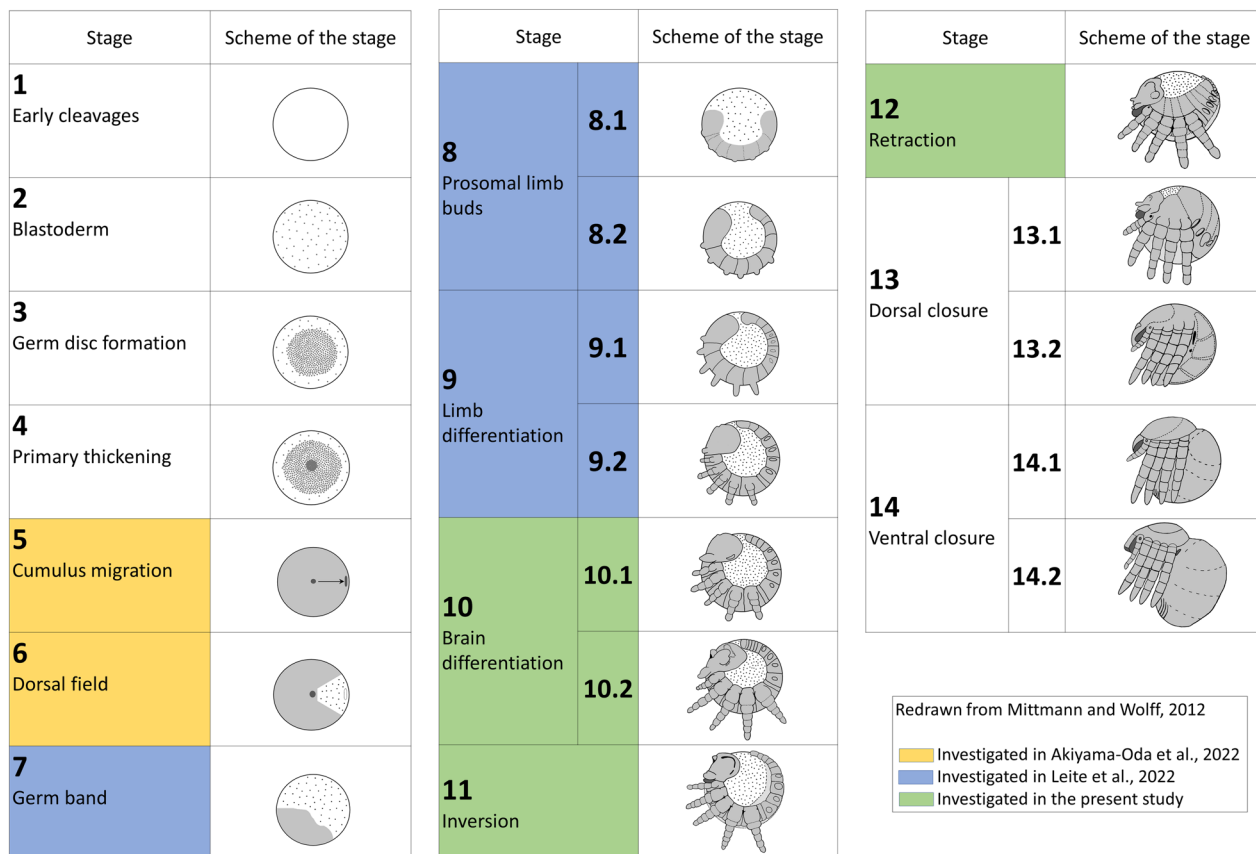 Stage
Scheme of the stage
1
Early cleavages
2
Blastoderm
3
Germ disc formation
4
Primary thickening
5
Cumulus migration
6
Dorsal field
7
Germ band
Stage
Scheme of the stage
8
Prosomal limb
buds
8.1
8.2
9
Limb
differentiation
9.1
9.2
10
Brain
differentiation
10.1
10.2
11
Inversion
Stage
Scheme of the stage
12
Retraction
13
Dorsal closure
13.1
13.2
14
Ventral closure
14.1
14.2
Redrawn from Mittmann and Wolff, 2012
Investigated in Akiyama-Oda et al., 2022
Investigated in Leite et al., 2022
Investigated in the present study